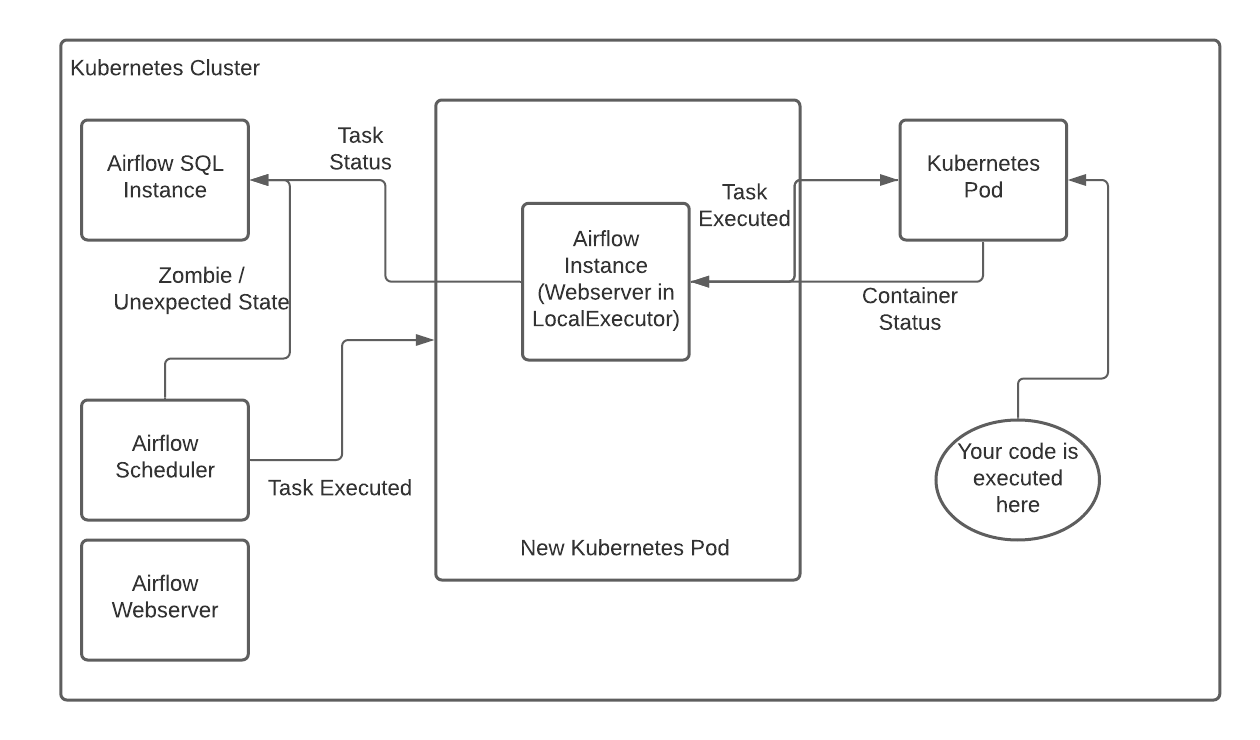 Kubernetes Cluster
Airflow SQL
Instance
Task
Status
Zombie /
Unexpected State
Airflow
Scheduler
Task Executed
Airflow
Webserver
Airflow
Instance
(Webserver in
LocalExecutor)
New Kubernetes Pod
Task
Executed
Kubernetes
Pod
Container
Status
Your code is
executed
here